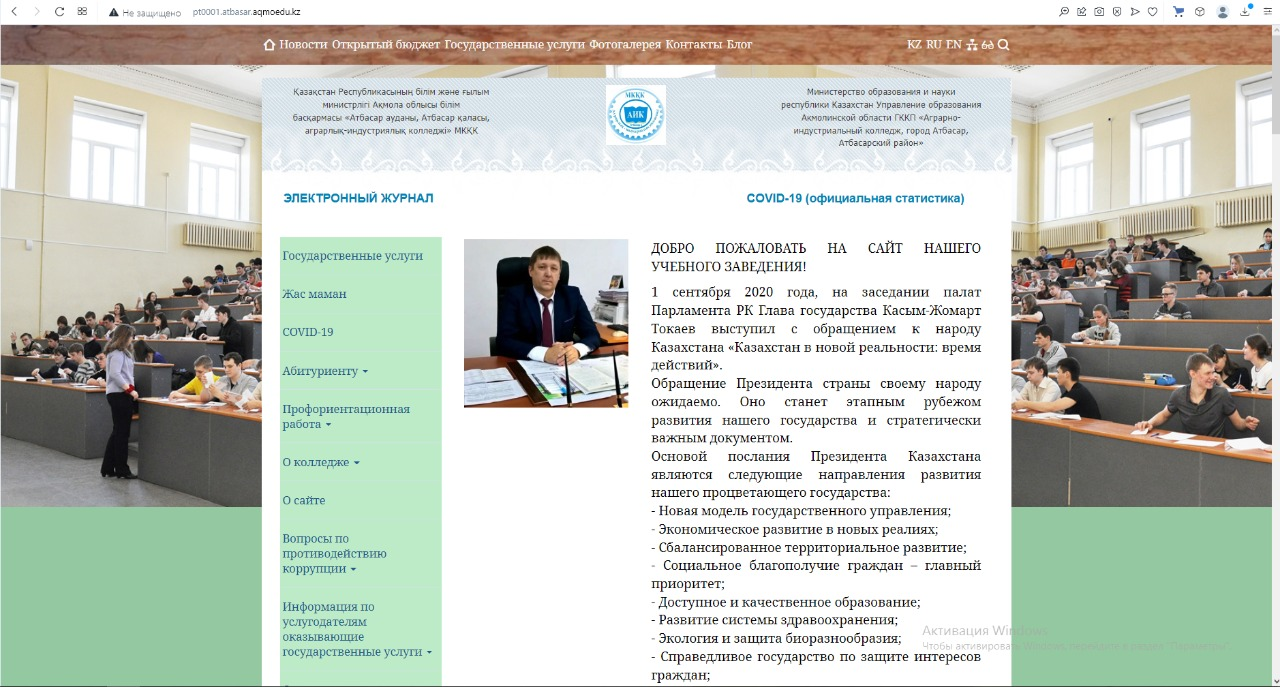 Не защищено pt0001.atbasar.aqmoedu.kz
Новости Открытый бюджет Государственные услуги Фотогалерея Контакты Блог KZ RU EN
Қазақстан Республикасының білім және ғылым
министрлігі Ақмола облысы білім
басқармасы «Атбасар ауданы, Атбасар қаласы,
аграрлық-индустриялық колледжі» МКҚК
МКҚК
АИК
Министерство образования и науки
республики Казахстан Управление образования
Акмолинской области ГККП «Аграрно-
индустриальный колледж, город Атбасар,
Атбасарский район»
ЭЛЕКТРОННЫЙ ЖУРНАЛ
COVID-19 (официальная статистика)
Государственные услуги
Жас маман
COVID-19
Абитуриенту
Профориентационная
работа
О колледже
О сайте
Вопросы по
противодействию
коррупции
Информация по
услугодателям
оказывающие
государственные услуги
ДОБРО ПОЖАЛОВАТЬ НА САЙТ НАШЕГО
УЧЕБНОГО ЗАВЕДЕНИЯ!
1 сентября 2020 года, на заседании палат
Парламента РК Глава государства Касым-Жомарт
Токаев выступил с обращением к народу
Казахстана «Казахстан в новой реальности: время
действий».
Обращение Президента страны своему народу
ожидаемо. Оно станет этапным рубежом
развития нашего государства и стратегически
важным документом.
Основой послания Президента Казахстана
являются следующие направления развития
нашего процветающего государства:
- Новая модель государственного управления;
- Экономическое развитие в новых реалиях;
- Сбалансированное территориальное развитие;
- Социальное благополучие граждан – главный
приоритет;
- Доступное и качественное образование;
- Развитие системы здравоохранения;
- Экология и защита биоразнообразия;
- Справедливое государство по защите интересов
граждан;
Активация Windows
Чтобы активировать Windows, перейдите в раздел "Параметры".